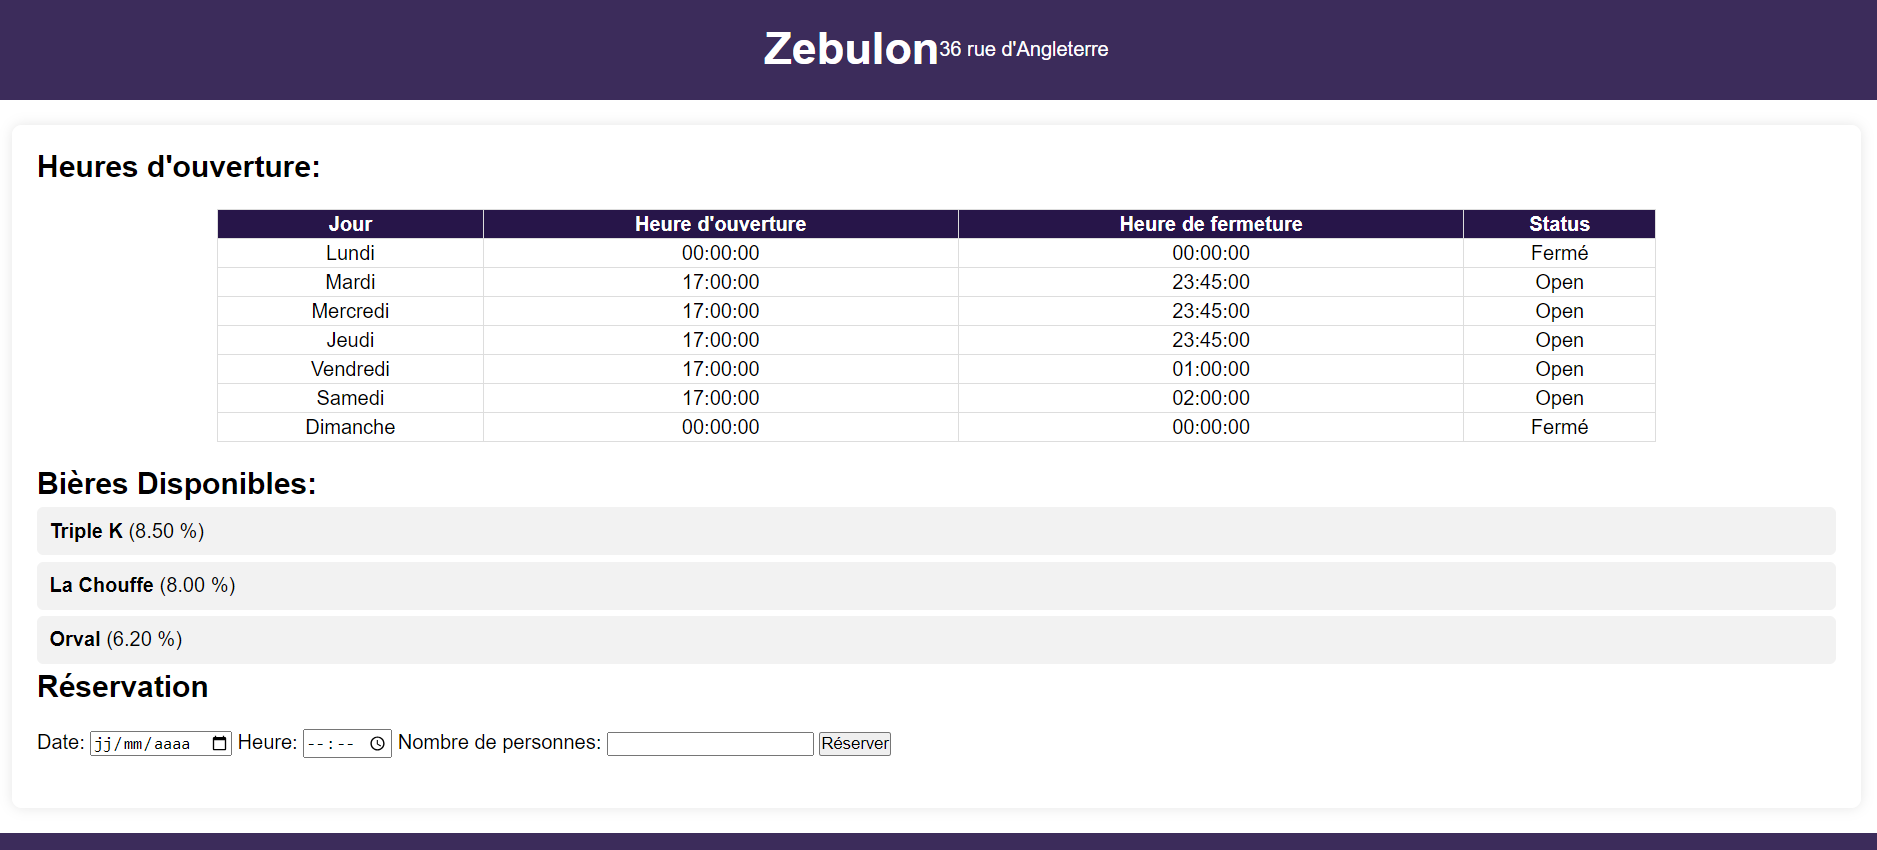 Zebulon 36 rue d'Angleterre
Heures d'ouverture:
Jour Heure d'ouverture Heure de fermeture Status
Lundi 00:00:00 00:00:00 Fermé
Mardi 17:00:00 23:45:00 Open
Mercredi 17:00:00 23:45:00 Open
Jeudi 17:00:00 23:45:00 Open
Vendredi 17:00:00 01:00:00 Open
Samedi 17:00:00 02:00:00 Open
Dimanche 00:00:00 00:00:00 Fermé
Bières Disponibles:
Triple K (8.50 %)
La Chouffe (8.00 %)
Orval (6.20 %)
Réservation
Date: jj/mm/aaaa Heure: --:-- Nombre de personnes: Réserver